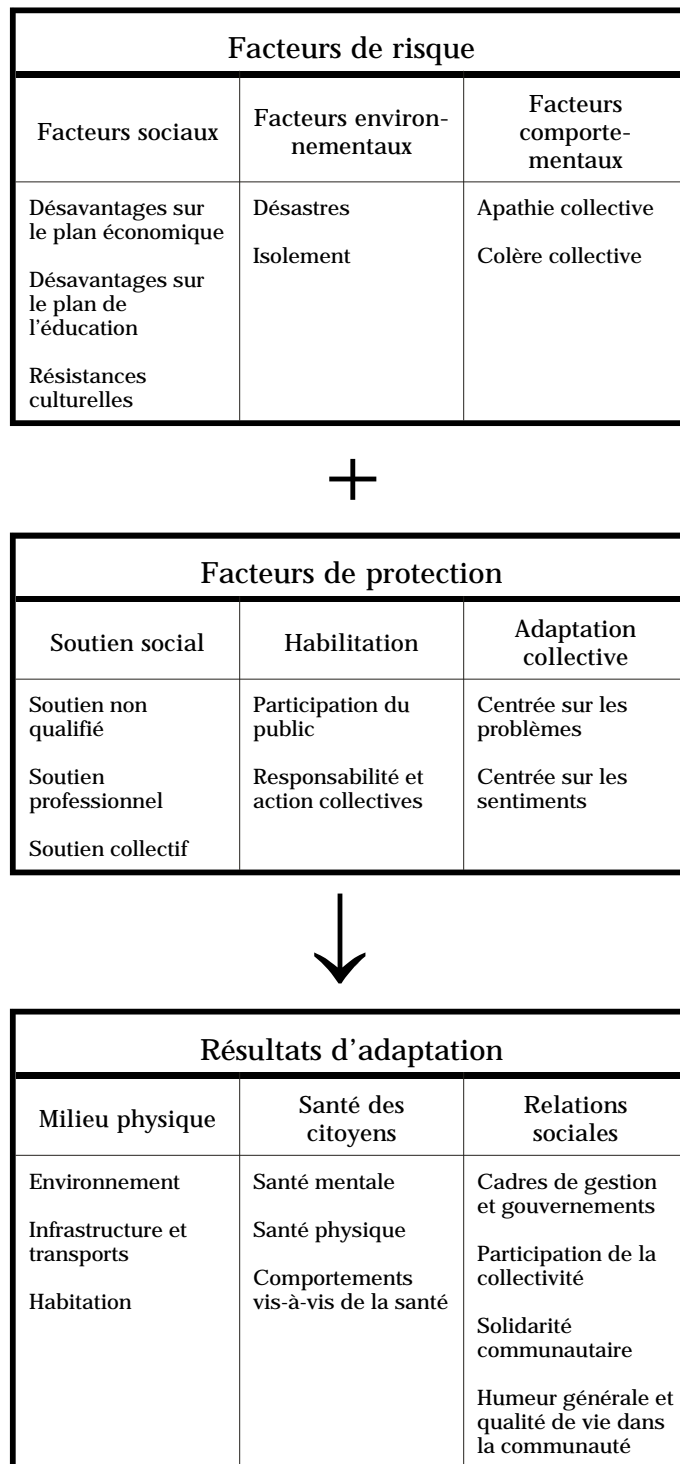 Facteurs de risque
Facteurs sociaux
Facteurs environ-
nementaux
Facteurs
comporte-
mentaux
Désavantages sur
le plan économique
Désavantages sur
le plan de
l'éducation
Résistances
culturelles
Désastres
Isolement
Apathie collective
Colère collective
+
Facteurs de protection
Soutien social
Habilitation
Adaptation
collective
Soutien non
qualifié
Soutien
professionnel
Soutien collectif
Participation du
public
Responsabilité et
action collectives
Centrée sur les
problèmes
Centrée sur les
sentiments
Résultats d'adaptation
Milieu physique
Santé des
citoyens
Relations
sociales
Environnement
Infrastructure et
transports
Habitation
Santé mentale
Santé physique
Comportements
vis-à-vis de la santé
Cadres de gestion
et gouvernements
Participation de la
collectivité
Solidarité
communautaire
Humeur générale et
qualité de vie dans
la communauté